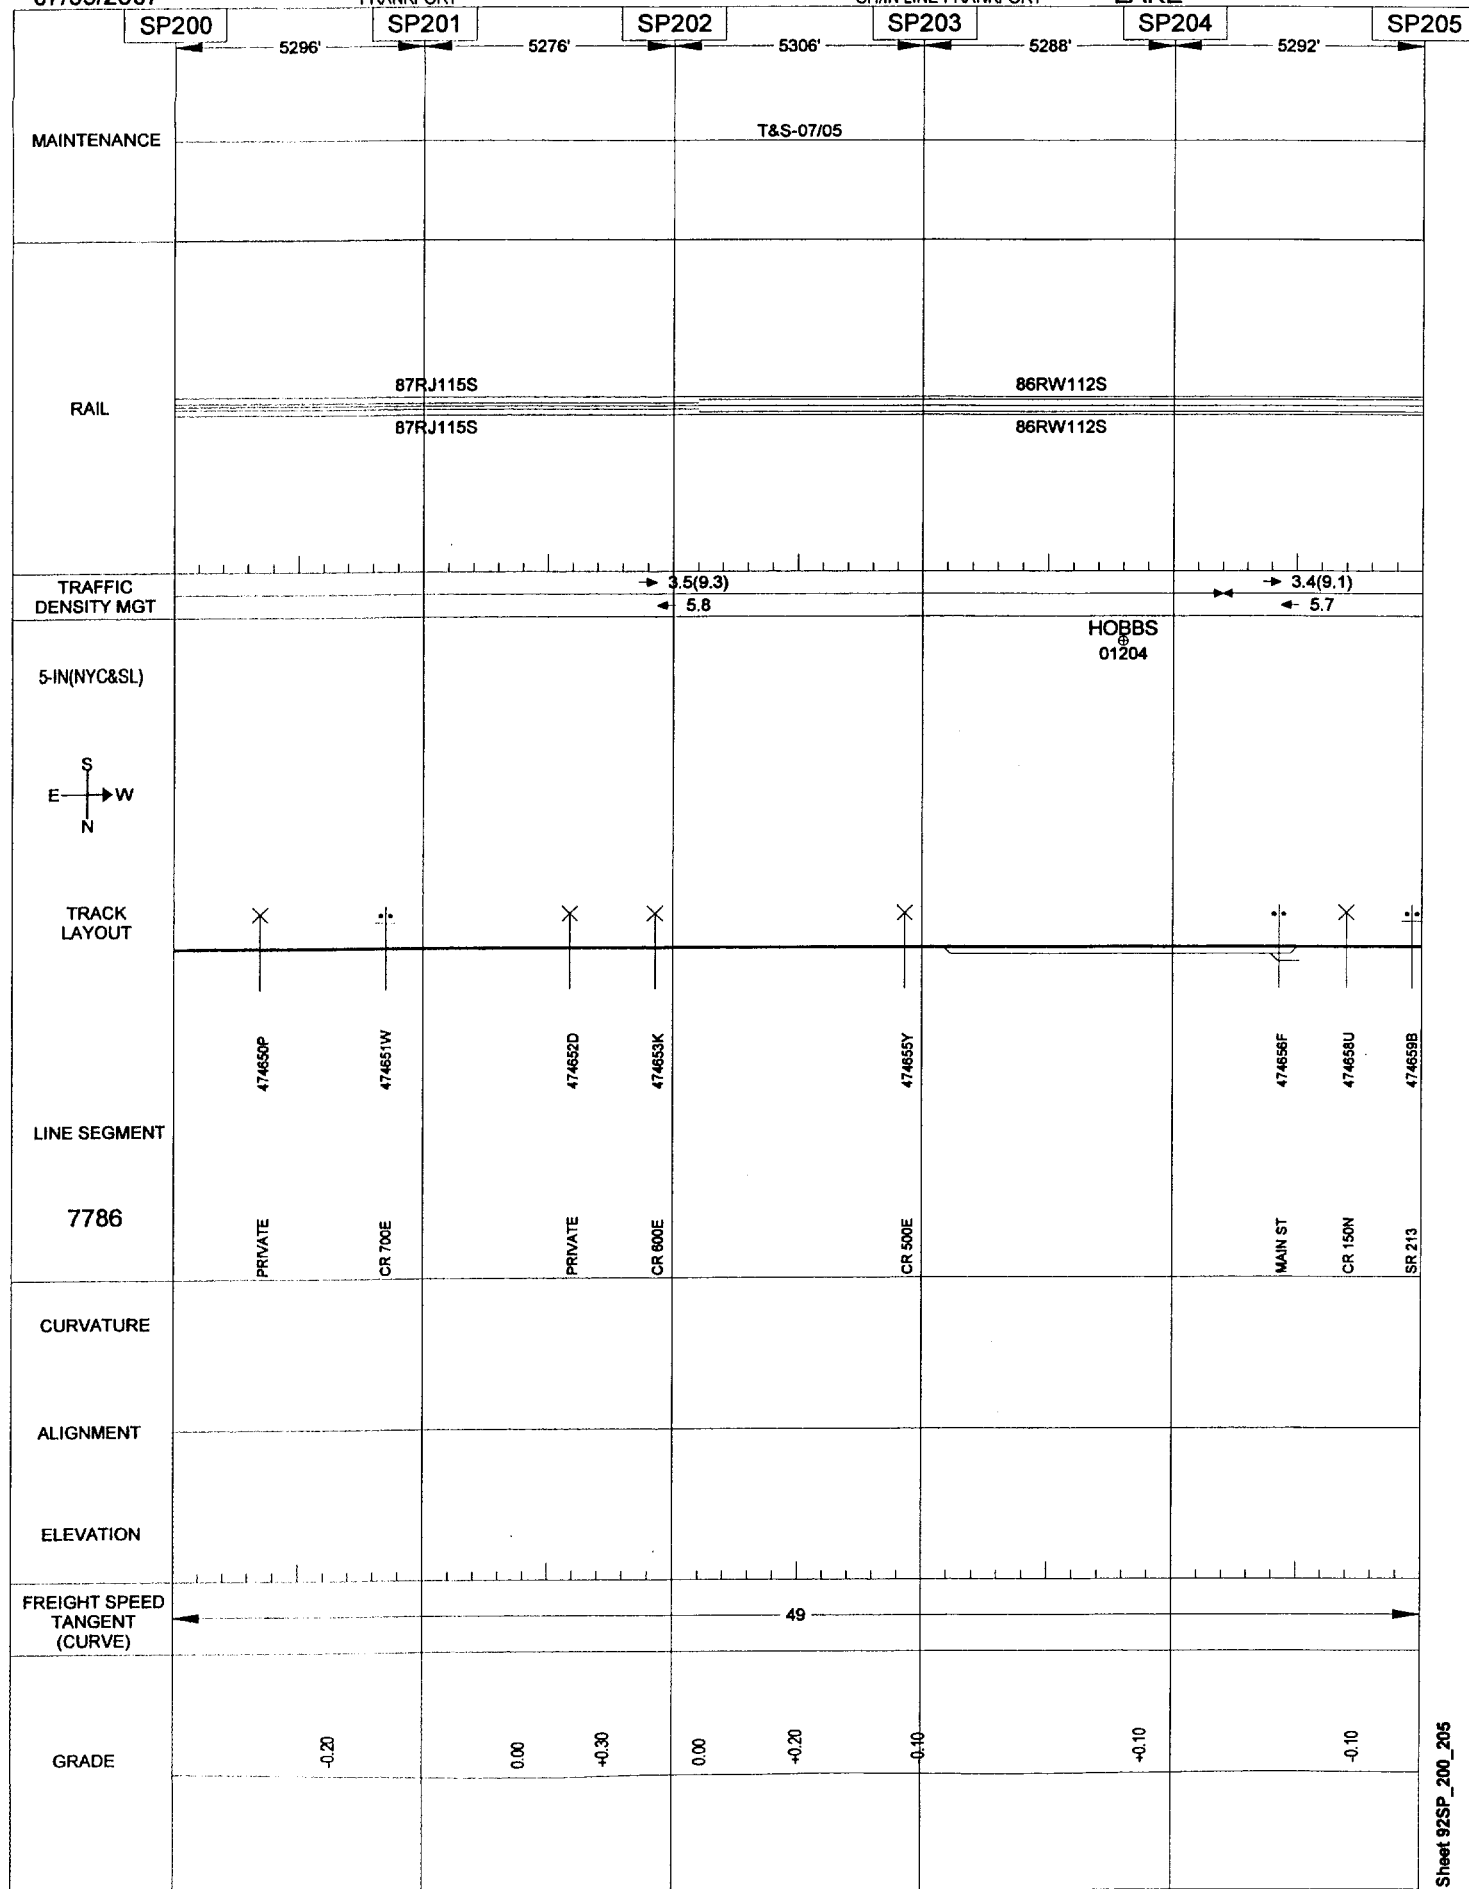 SP200 SP201 SP202 SP203 SP204 SP205
5296' 5276' 5306' 5288' 5292'
MAINTENANCE
T&S-07/05
RAIL
87RJ115S 86RW112S
87RJ115S 86RW112S
TRAFFIC
DENSITY MGT
3.5(9.3) 3.4(9.1)
5.8 5.7
HOBBS
01204
5-IN(NYC&SL)
S
E W
N
TRACK
LAYOUT
474650P 474651W 474652D 474653K 474655Y 474656F 474658U 474659B
LINE SEGMENT
7786
PRIVATE CR 700E PRIVATE CR 600E CR 500E MAIN ST CR 150N SR 213
CURVATURE
ALIGNMENT
ELEVATION
FREIGHT SPEED
TANGENT
(CURVE)
49
GRADE
-0.20 0.00 +0.30 0.00 +0.20 -0.10 +0.10 -0.10
Sheet 92SP_200_205